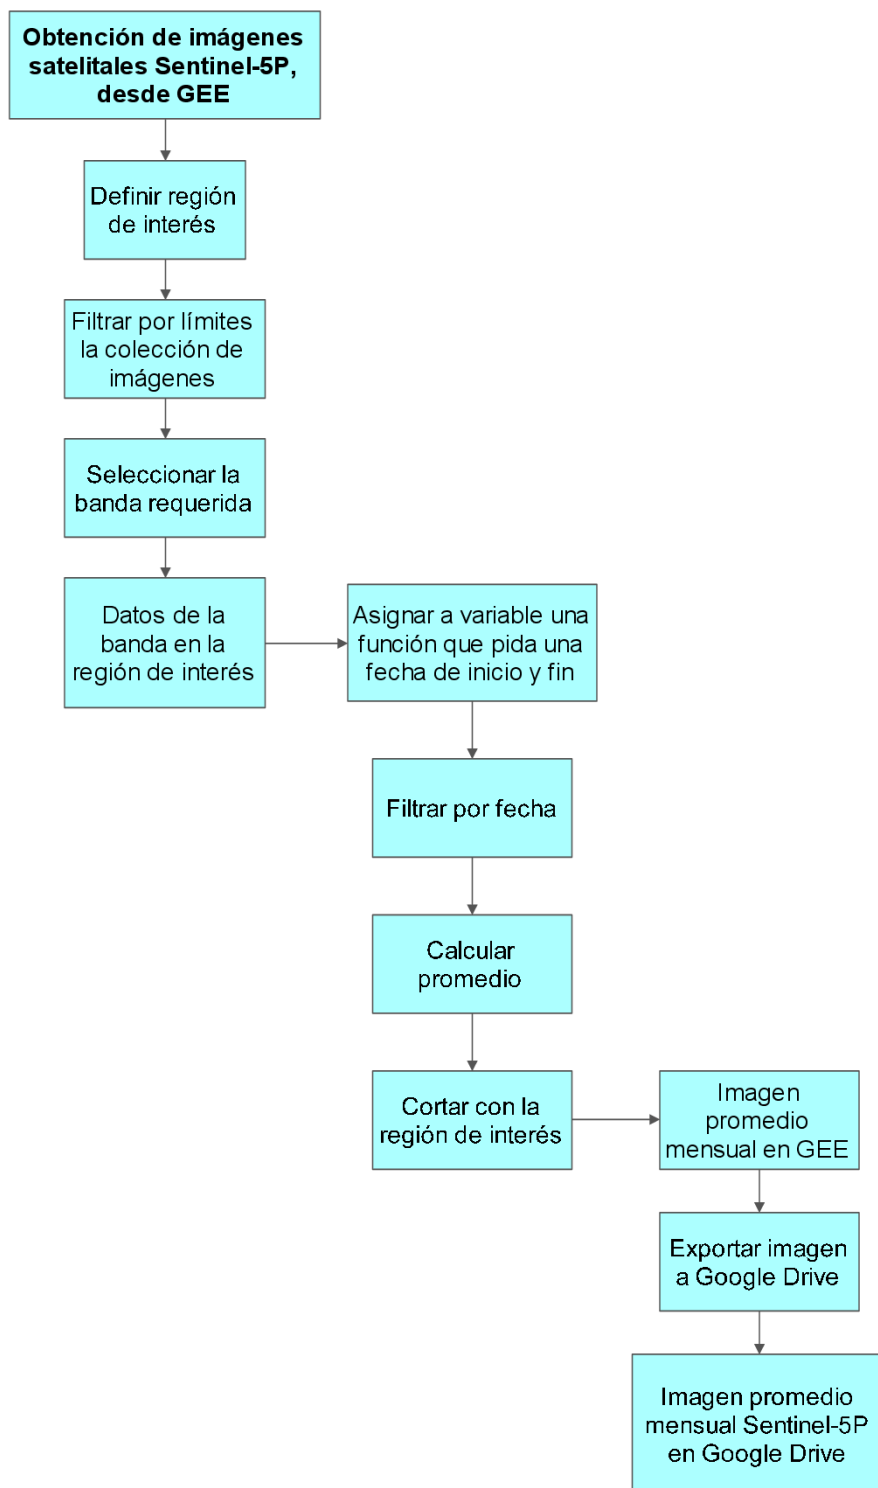 Obtención de imágenes
satelitales Sentinel-5P,
desde GEE
Definir región
de interés
Filtrar por límites
la colección de
imágenes
Seleccionar la
banda requerida
Datos de la
banda en la
región de interés
Asignar a variable una
función que pida una
fecha de inicio y fin
Filtrar por fecha
Calcular
promedio
Cortar con la
región de interés
Imagen
promedio
mensual en GEE
Exportar imagen
a Google Drive
Imagen promedio
mensual Sentinel-5P
en Google Drive